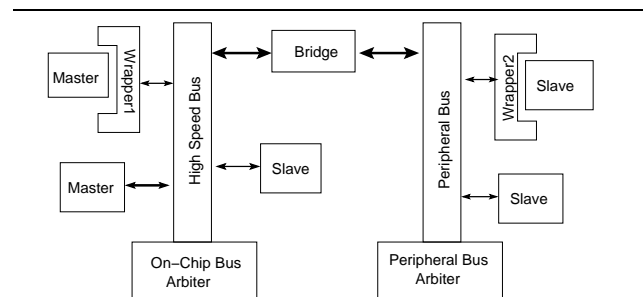 Bridge
Master
Wrapper1
High Speed Bus
Peripheral Bus
Wrapper2
Slave
Master
Slave
Slave
On-Chip Bus
Arbiter
Peripheral Bus
Arbiter